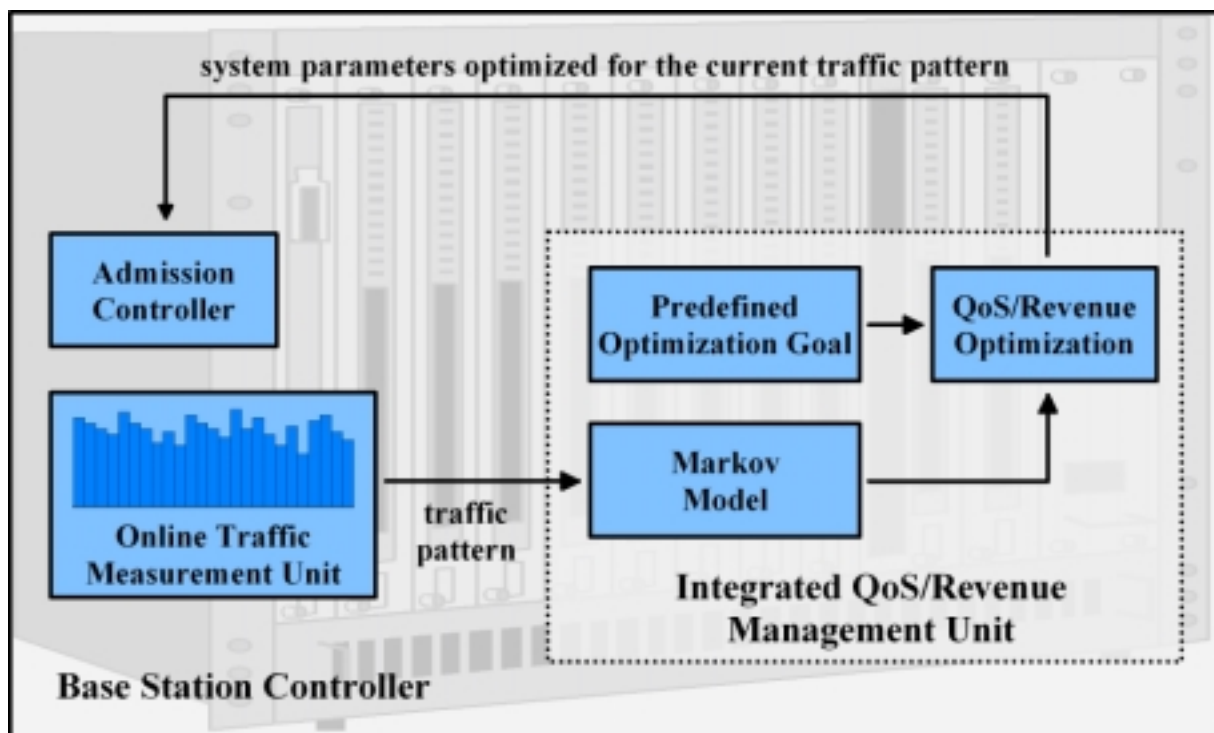 system parameters optimized for the current traffic pattern
Admission
Controller
Predefined
Optimization Goal
QoS/Revenue
Optimization
Markov
Model
Online Traffic
Measurement Unit
traffic
pattern
Integrated QoS/Revenue
Management Unit
Base Station Controller